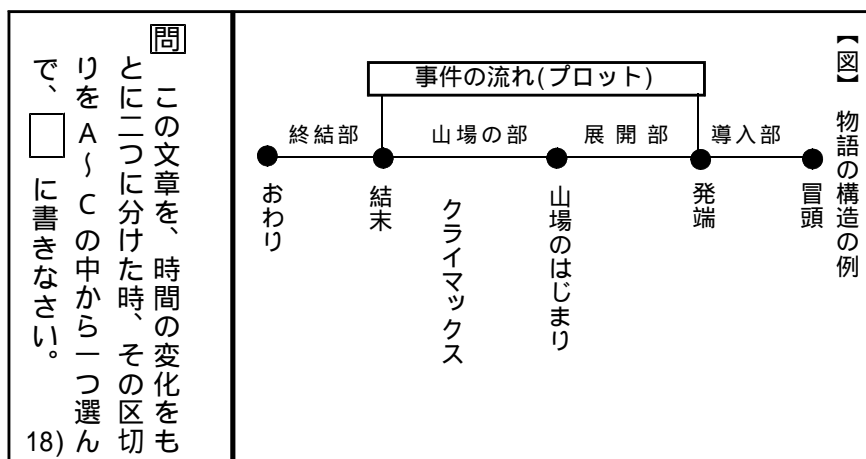 【図】 物語の構造の例
事件の流れ(プロット)
導入部
展開部
山場の部
終結部
冒頭
発端
山場のはじまり
クライマックス
結末
おわり
問 この文章を、時間の変化をも
とに二つに分けた時、その区切
りをA～Cの中から一つ選ん
で、□に書きなさい。
18)